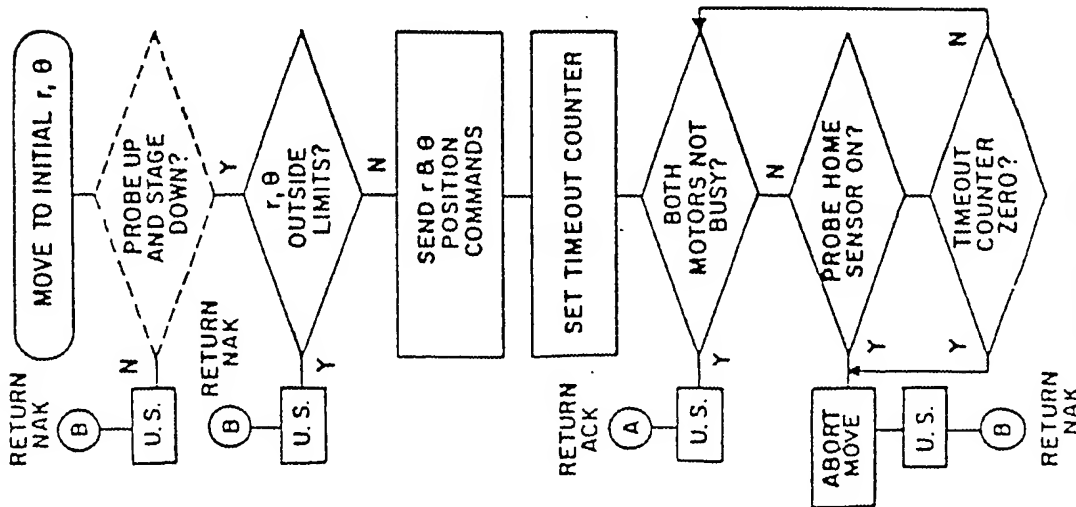 MOVE TO INITIAL r, θ
PROBE UP
AND STAGE
DOWN?
N
Y
U.S.
B
RETURN
NAK
r, θ
OUTSIDE
LIMITS?
Y
N
U.S.
B
RETURN
NAK
SEND r & θ
POSITION
COMMANDS
SET TIMEOUT COUNTER
BOTH
MOTORS NOT
BUSY?
Y
N
U.S.
A
RETURN
ACK
PROBE HOME
SENSOR ON?
Y
ABORT
MOVE
U.S.
B
RETURN
NAK
TIMEOUT
COUNTER
ZERO?
Y
N